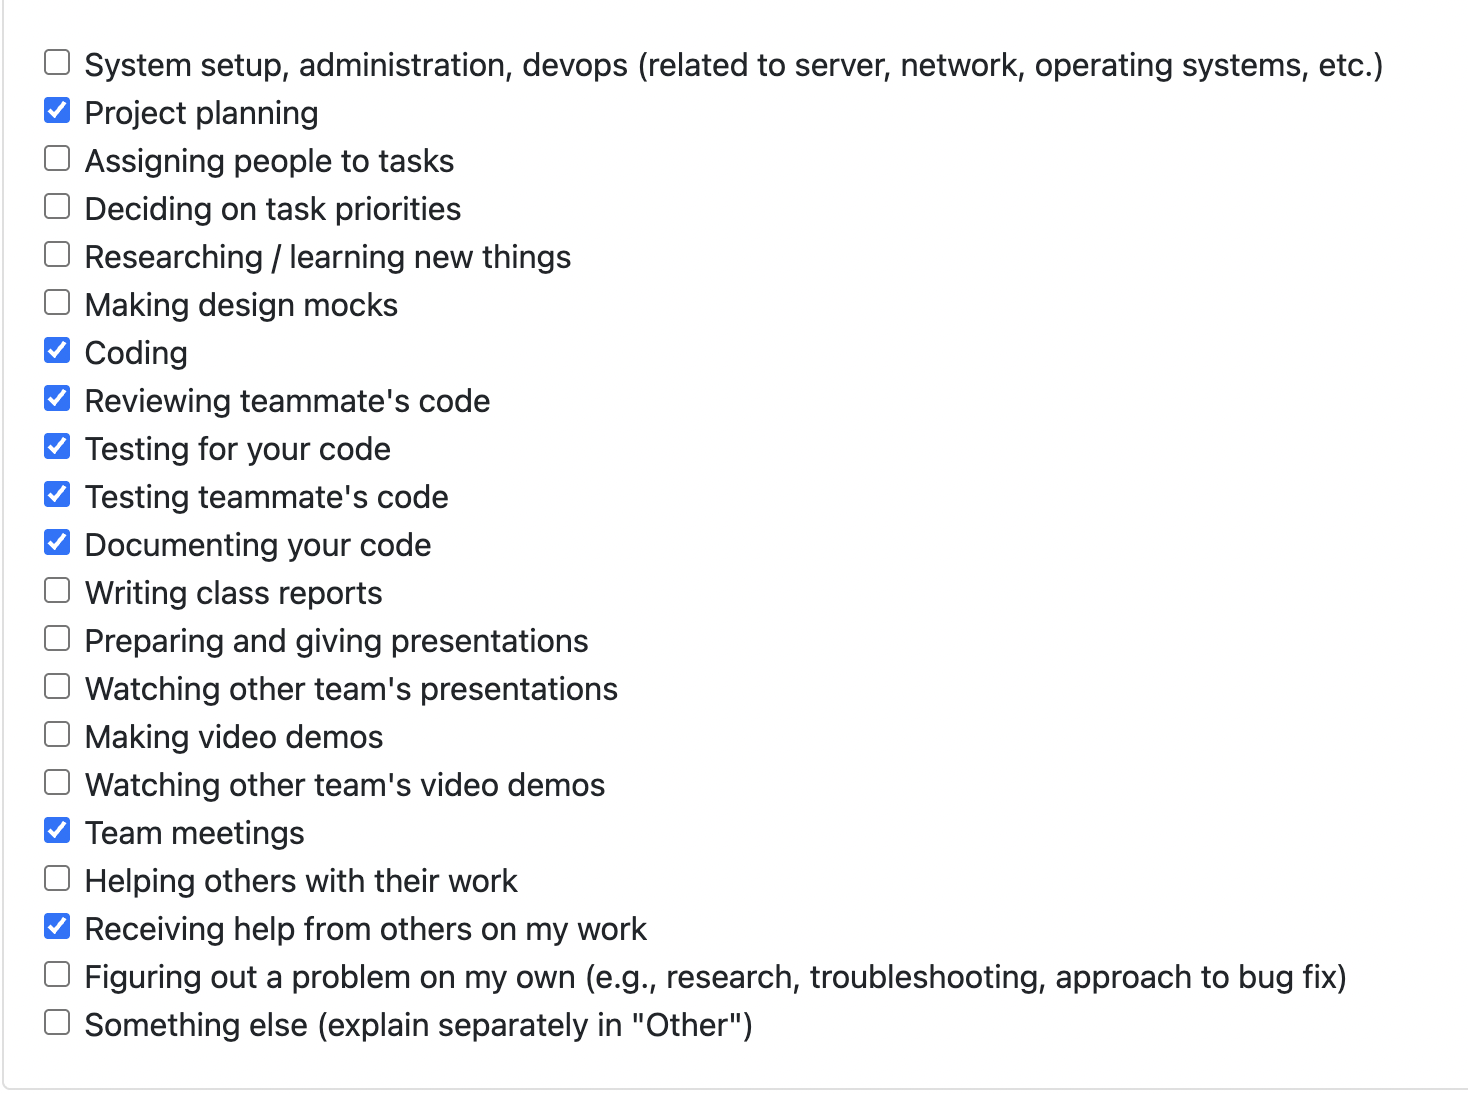 System setup, administration, devops (related to server, network, operating systems, etc.)
Project planning
Assigning people to tasks
Deciding on task priorities
Researching / learning new things
Making design mocks
Coding
Reviewing teammate's code
Testing for your code
Testing teammate's code
Documenting your code
Writing class reports
Preparing and giving presentations
Watching other team's presentations
Making video demos
Watching other team's video demos
Team meetings
Helping others with their work
Receiving help from others on my work
Figuring out a problem on my own (e.g., research, troubleshooting, approach to bug fix)
Something else (explain separately in "Other")